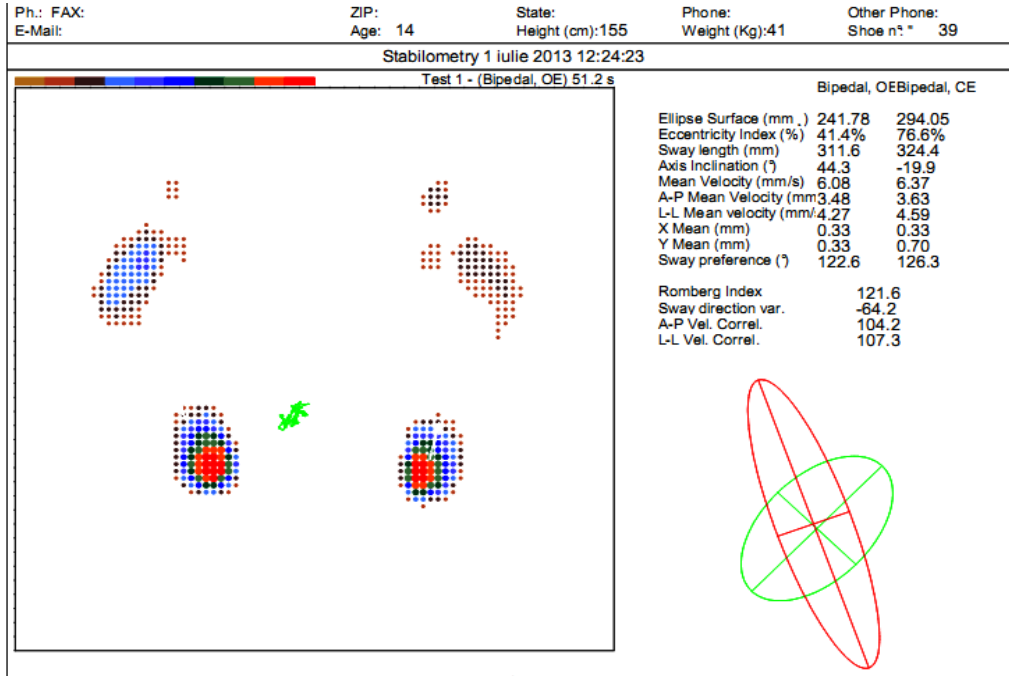 Ph.: FAX: ZIP: State: Phone: Other Phone:
E-Mail: Age: 14 Height (cm):155 Weight (Kg):41 Shoe n°: " 39
Stabilometry 1 iulie 2013 12:24:23
Test 1 - (Bipedal, OE) 51.2 s
Bipedal, OEBipedal, CE
Ellipse Surface (mm .) 241.78 294.05
Eccentricity Index (%) 41.4% 76.6%
Sway length (mm) 311.6 324.4
Axis Inclination (°) 44.3 -19.9
Mean Velocity (mm/s) 6.08 6.37
A-P Mean Velocity (mm 3.48 3.63
L-L Mean velocity (mm/ 4.27 4.59
X Mean (mm) 0.33 0.33
Y Mean (mm) 0.33 0.70
Sway preference (°) 122.6 126.3
Romberg Index 121.6
Sway direction var. -64.2
A-P Vel. Correl. 104.2
L-L Vel. Correl. 107.3